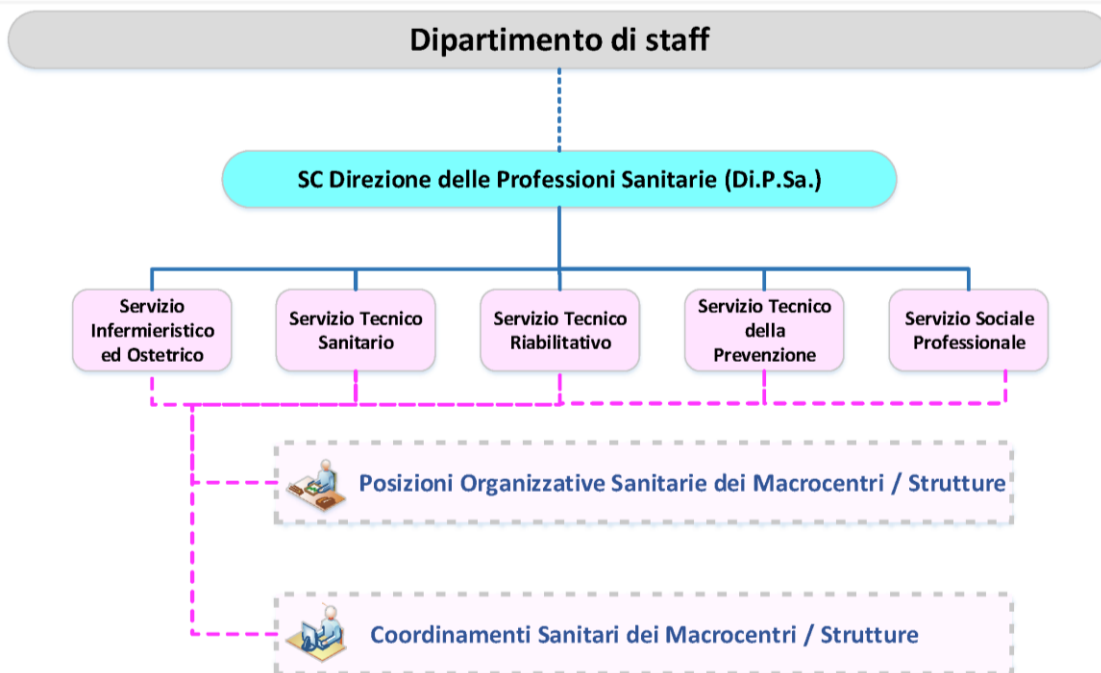 Dipartimento di staff
SC Direzione delle Professioni Sanitarie (Di.P.Sa.)
Servizio
Infermieristico
ed Ostetrico
Servizio Tecnico
Sanitario
Servizio Tecnico
Riabilitativo
Servizio Tecnico
della
Prevenzione
Servizio Sociale
Professionale
Posizioni Organizzative Sanitarie dei Macrocentri / Strutture
Coordinamenti Sanitari dei Macrocentri / Strutture